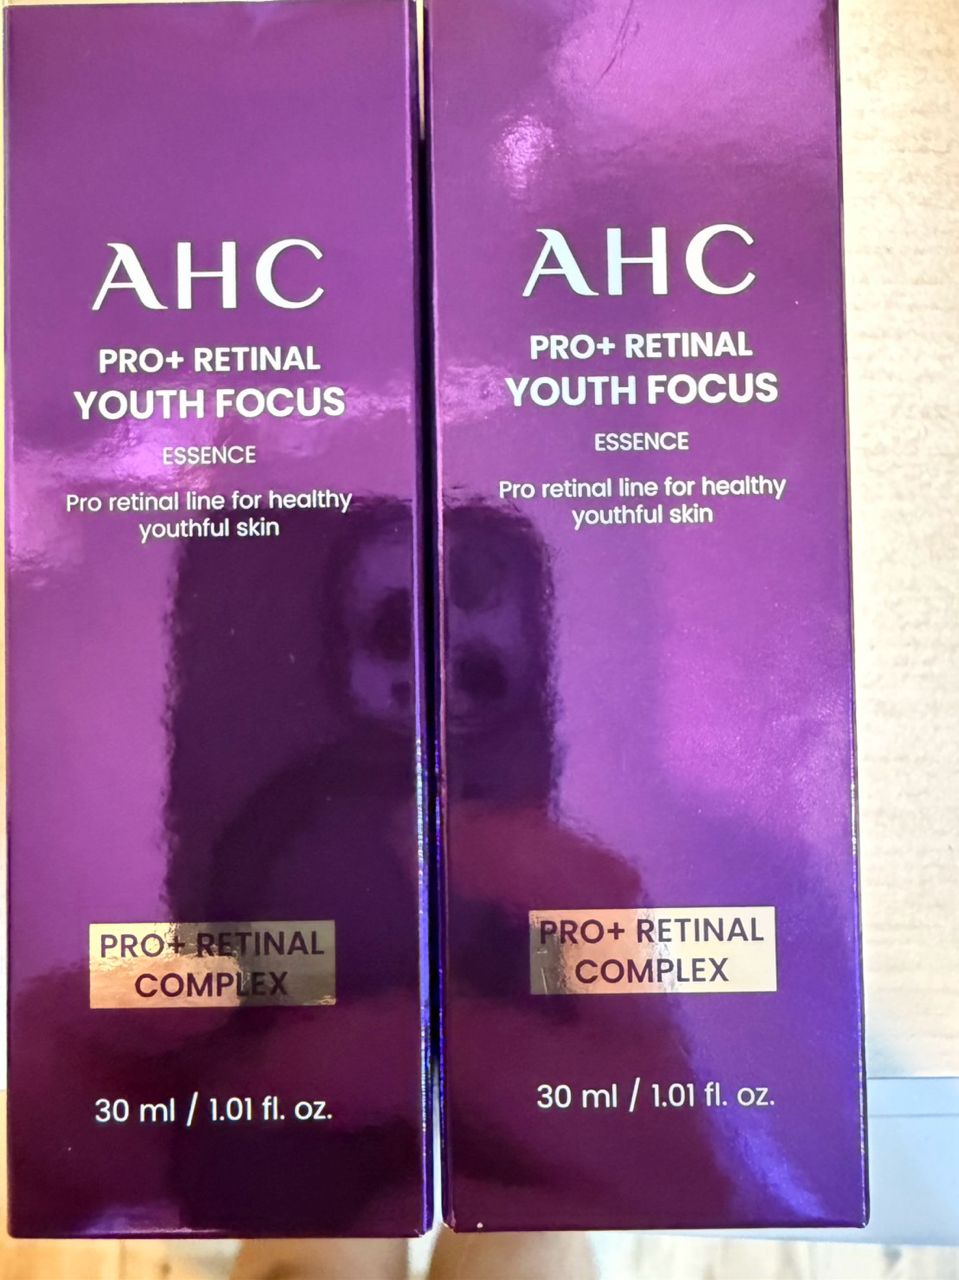 AHC
PRO+ RETINAL
YOUTH FOCUS
ESSENCE
Pro retinal line for healthy
youthful skin
PRO+ RETINAL
COMPLEX
30 ml / 1.01 fl. oz.
AHC
PRO+ RETINAL
YOUTH FOCUS
ESSENCE
Pro retinal line for healthy
youthful skin
PRO+ RETINAL
COMPLEX
30 ml / 1.01 fl. oz.